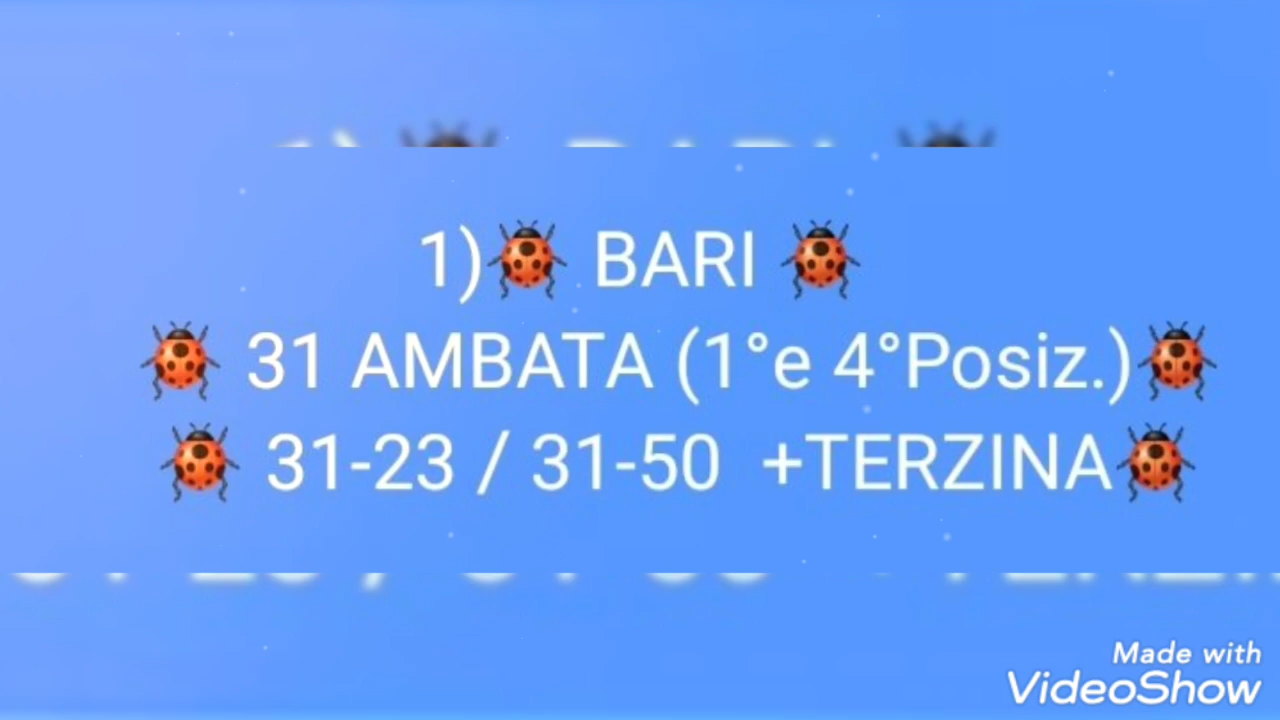 1)🐞 BARI 🐞
🐞 31 AMBATA (1°e 4°Posiz.)🐞
🐞 31-23 / 31-50 +TERZINA🐞
Made with
VideoShow